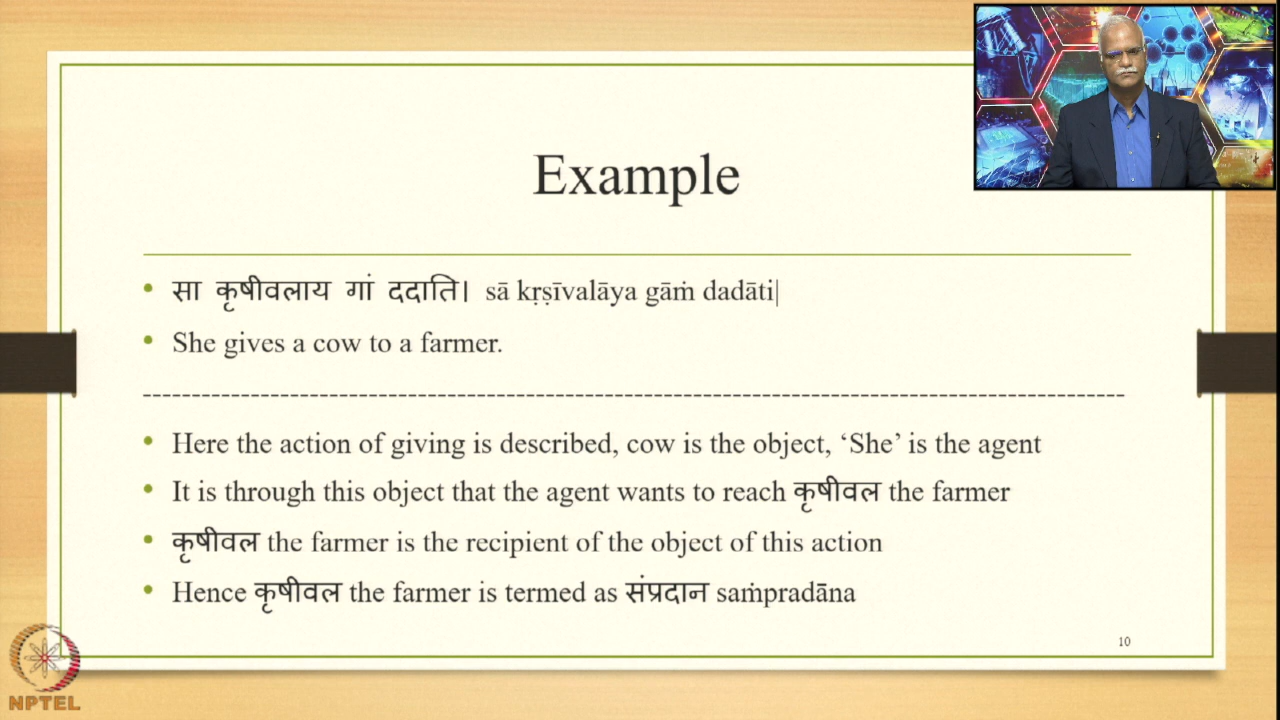 Example
• सा कृषीवलाय गां ददाति। sā kṛṣīvalāya gāṁ dadāti|
• She gives a cow to a farmer.
--------------------------------------------------------------------------------------------------
• Here the action of giving is described, cow is the object, ‘She’ is the agent
• It is through this object that the agent wants to reach कृषीवल the farmer
• कृषीवल the farmer is the recipient of the object of this action
• Hence कृषीवल the farmer is termed as संप्रदान saṁpradāna
10
NPTEL